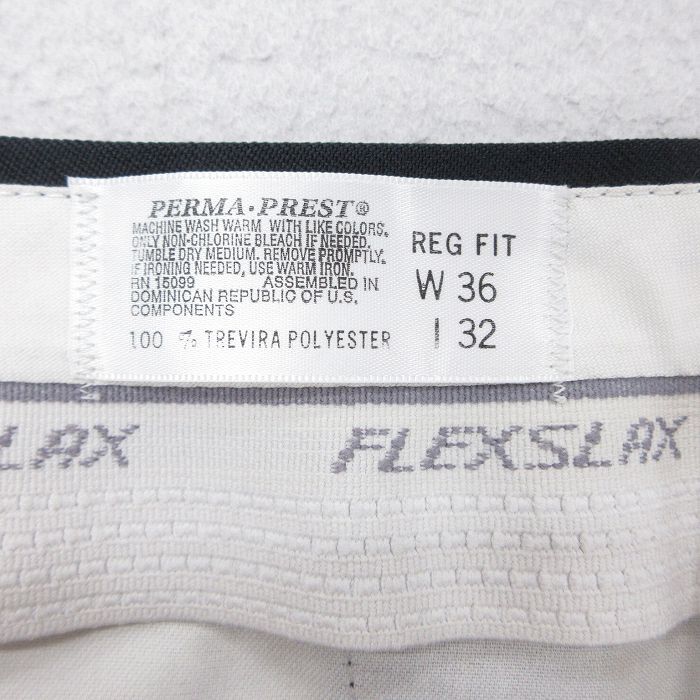 PERMA·PREST®
MACHINE WASH WARM WITH LIKE COLORS.
ONLY NON-CHLORINE BLEACH IF NEEDED.
TUMBLE DRY MEDIUM. REMOVE PROMPTLY.
IF IRONING NEEDED, USE WARM IRON.
RN 15099 ASSEMBLED IN
DOMINICAN REPUBLIC OF U.S.
COMPONENTS
100 % TREVIRA POLYESTER
REG FIT
W 36
I 32
LAX FLEXSLAX